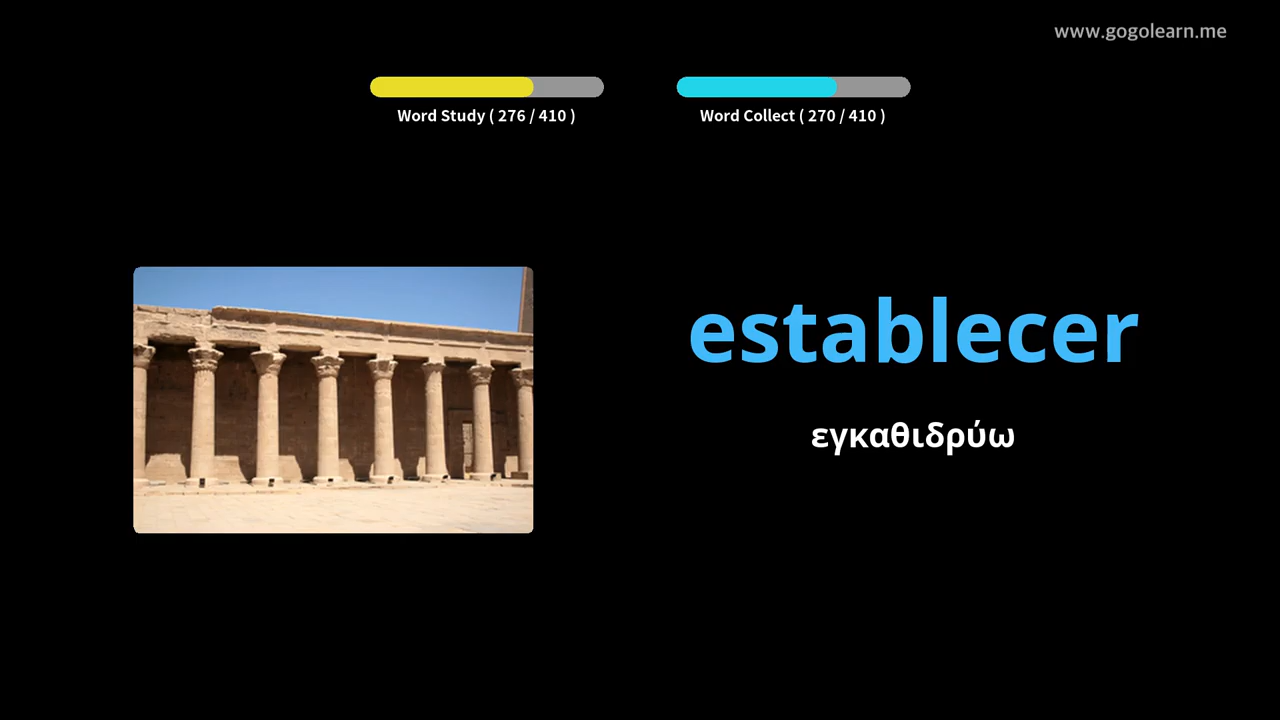 www.gogolearn.me
Word Study ( 276 / 410 )
Word Collect ( 270 / 410 )
establecer
εγκαθιδρύω